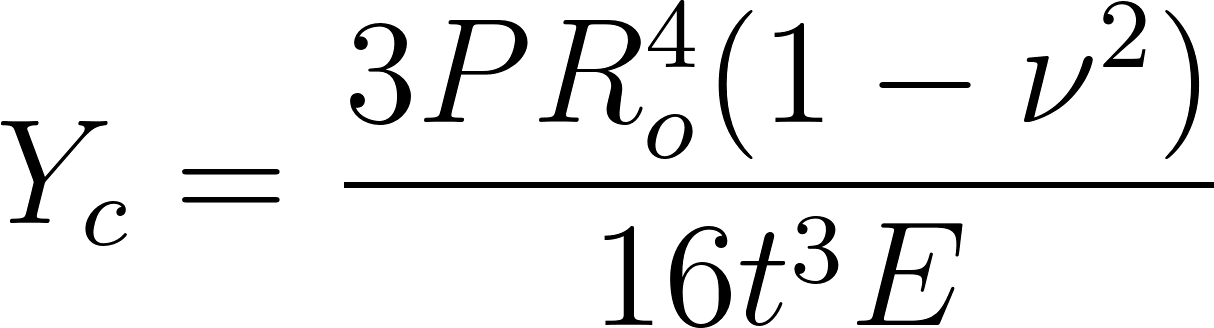 Y_c = \frac{3PR_o^4(1 - \nu^2)}{16t^3E}